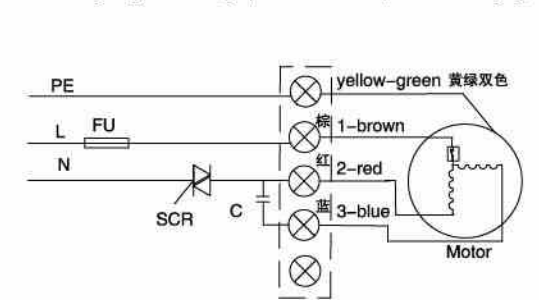 PE
yellow-green 黄绿双色
L
FU
棕
1-brown
N
红
2-red
SCR
C
蓝
3-blue
Motor